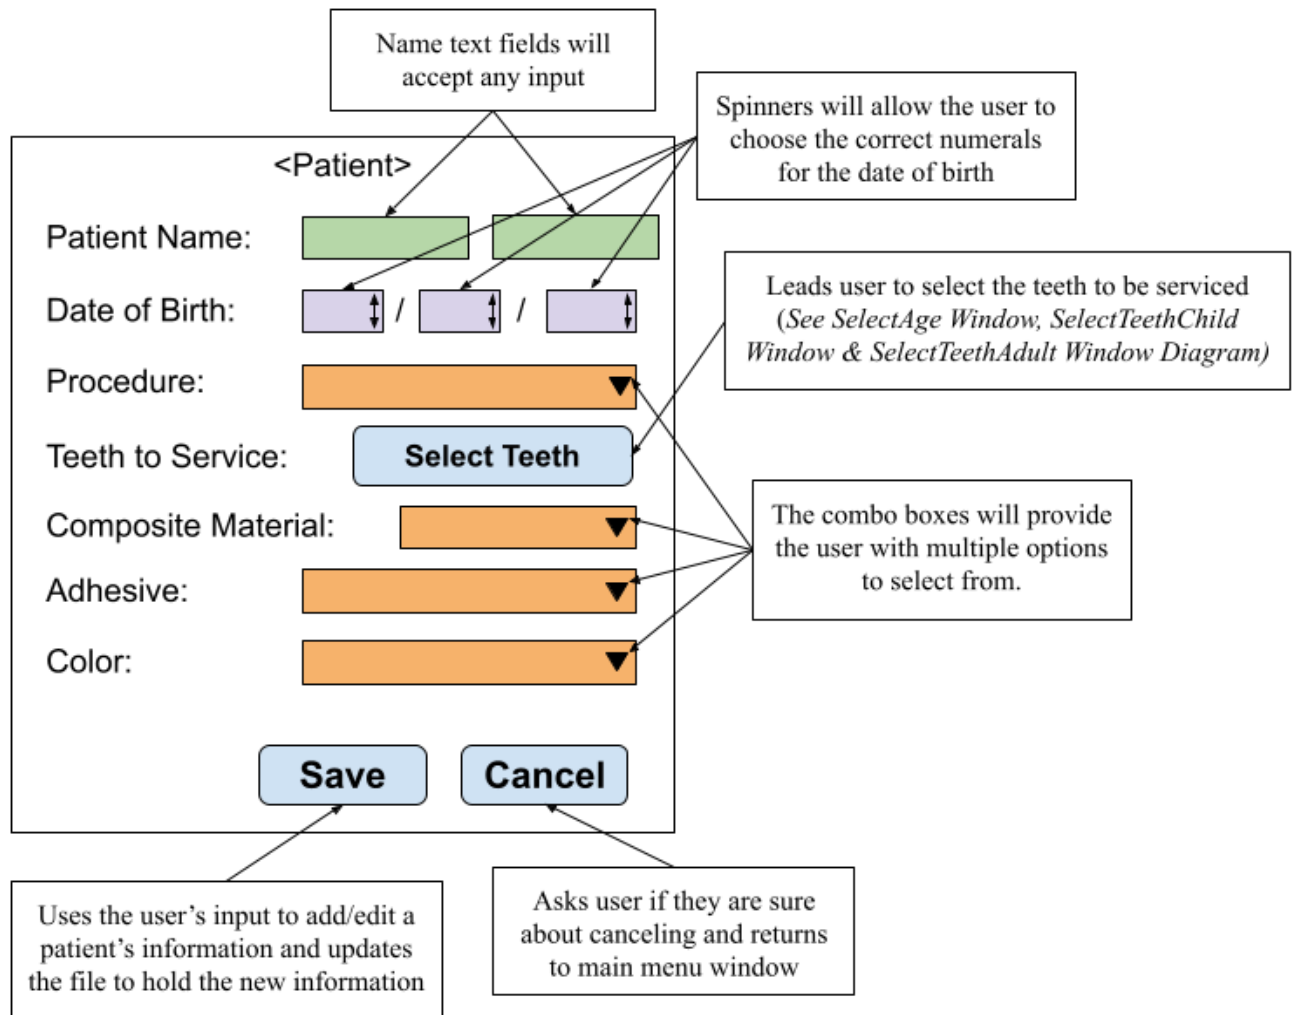 Name text fields will
accept any input
Spinners will allow the user to
choose the correct numerals
for the date of birth
<Patient>
Patient Name:
Date of Birth: / /
Leads user to select the teeth to be serviced
(See SelectAge Window, SelectTeethChild
Window & SelectTeethAdult Window Diagram)
Procedure:
Teeth to Service: Select Teeth
Composite Material:
The combo boxes will provide
the user with multiple options
to select from.
Adhesive:
Color:
Save Cancel
Uses the user's input to add/edit a
patient's information and updates
the file to hold the new information
Asks user if they are sure
about canceling and returns
to main menu window